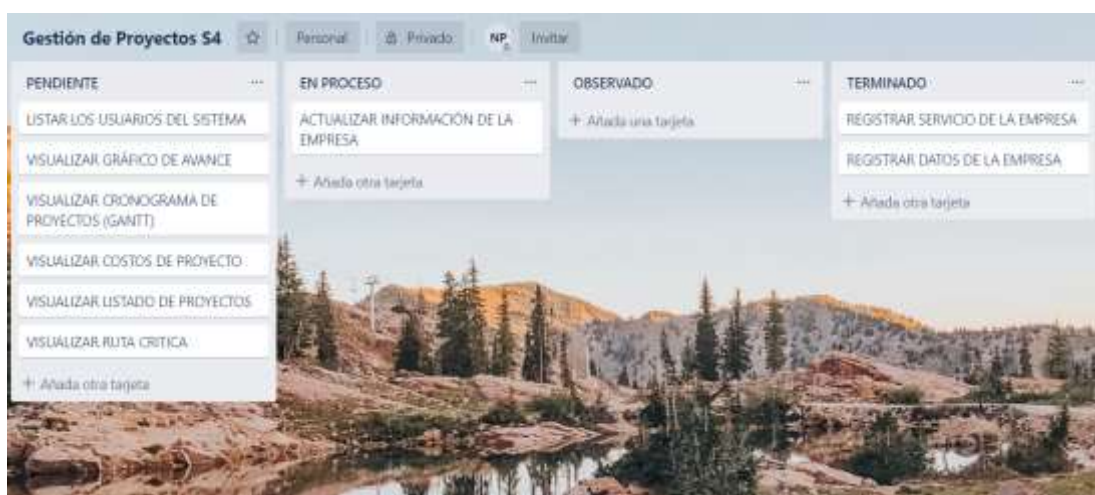 Gestión de Proyectos S4
Personal
Privado
NP
Invitar
PENDIENTE
LISTAR LOS USUARIOS DEL SISTEMA
VISUALIZAR GRÁFICO DE AVANCE
VISUALIZAR CRONOGRAMA DE
PROYECTOS (GANTT)
VISUALIZAR COSTOS DE PROYECTO
VISUALIZAR LISTADO DE PROYECTOS
VISUALIZAR RUTA CRITICA
+ Añada otra tarjeta
EN PROCESO
ACTUALIZAR INFORMACIÓN DE LA
EMPRESA
+ Añada otra tarjeta
OBSERVADO
+ Añada una tarjeta
TERMINADO
REGISTRAR SERVICIO DE LA EMPRESA
REGISTRAR DATOS DE LA EMPRESA
+ Añada otra tarjeta